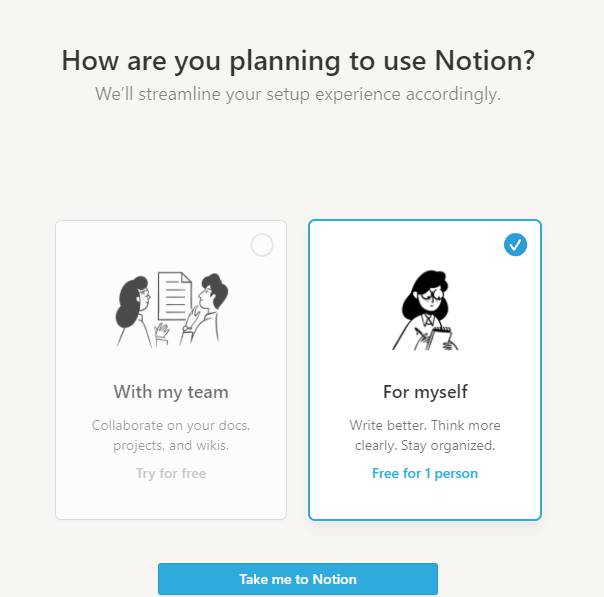 How are you planning to use Notion?
We'll streamline your setup experience accordingly.
With my team
Collaborate on your docs,
projects, and wikis.
Try for free
For myself
Write better. Think more
clearly. Stay organized.
Free for 1 person
Take me to Notion